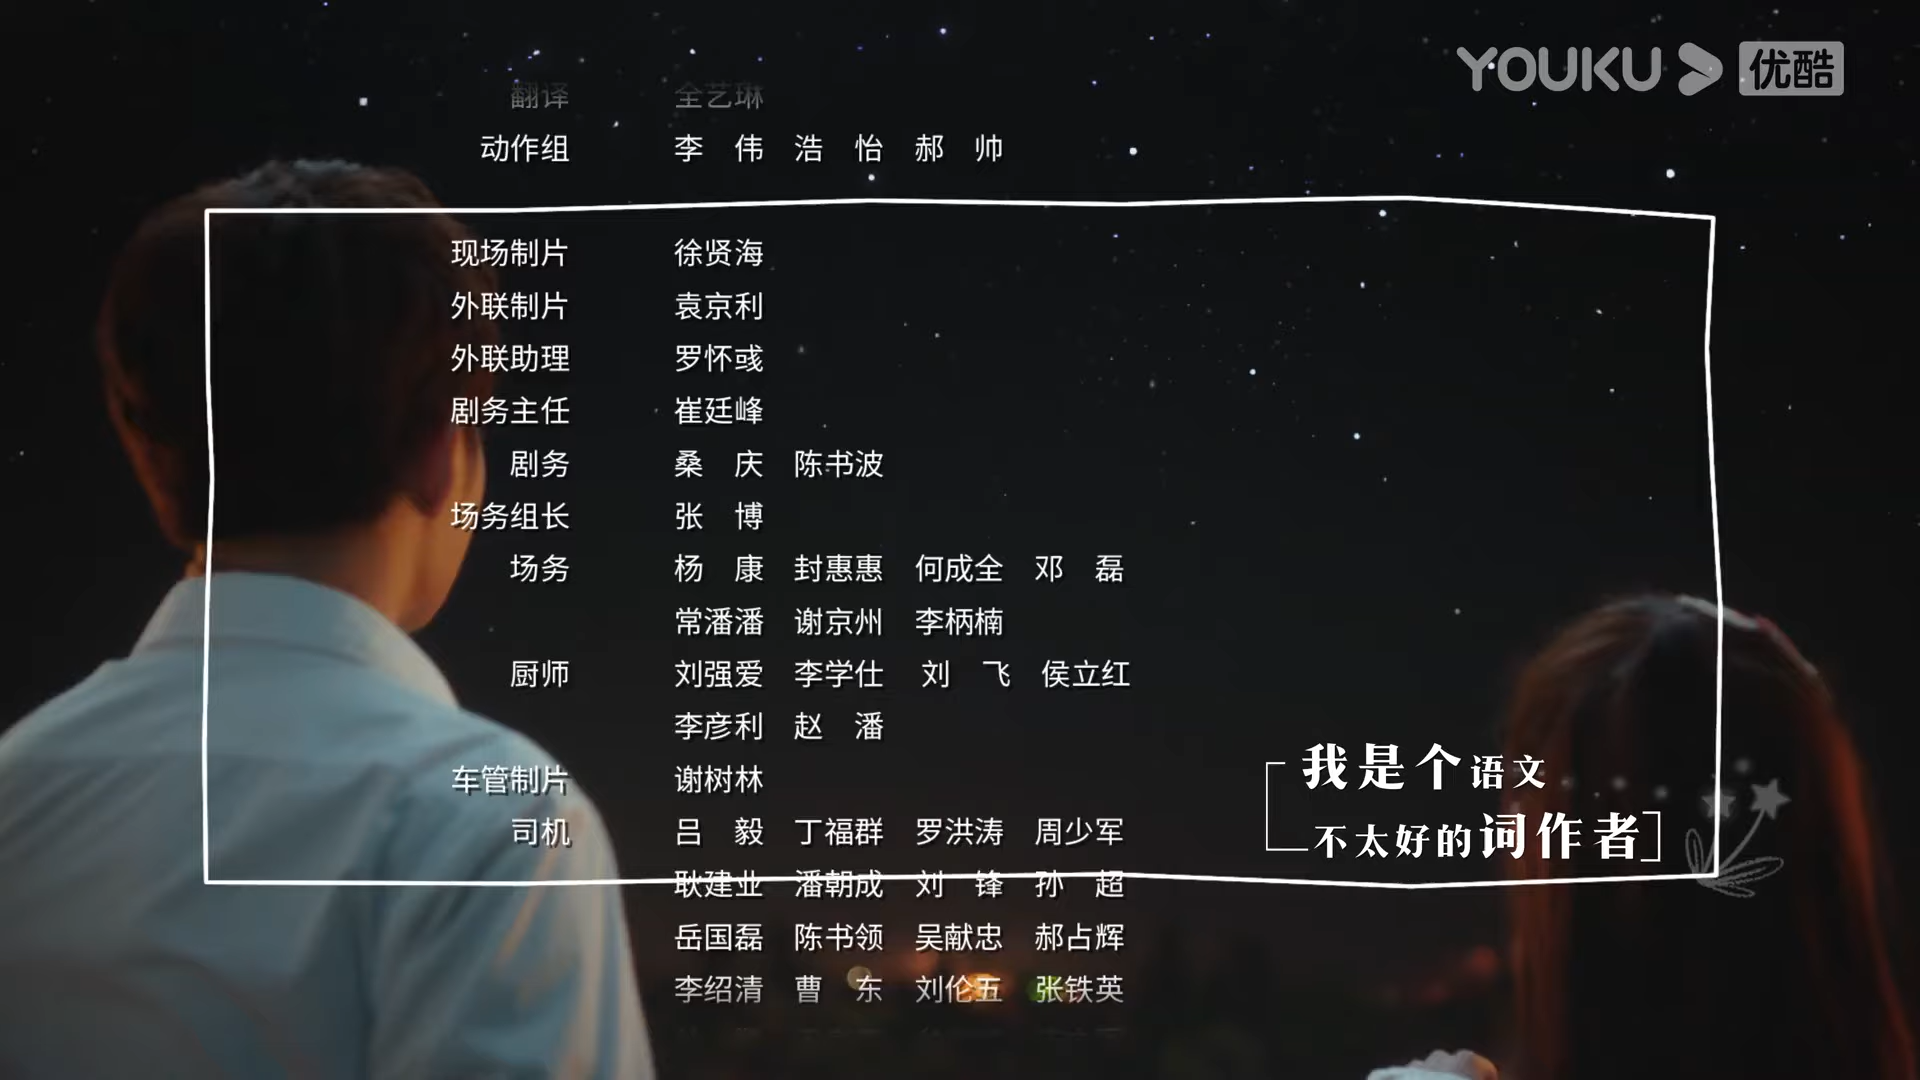 YOUKU 优酷
翻译 全艺琳
动作组 李 伟 浩 怡 郝 帅
现场制片 徐贤海
外联制片 袁京利
外联助理 罗怀彧
剧务主任 崔廷峰
剧务 桑 庆 陈书波
场务组长 张 博
场务 杨 康 封惠惠 何成全 邓 磊
常潘潘 谢京州 李柄楠
厨师 刘强爱 李学仕 刘 飞 侯立红
李彦利 赵 潘
车管制片 谢树林
司机 吕 毅 丁福群 罗洪涛 周少军
耿建业 潘朝成 刘 锋 孙 超
岳国磊 陈书领 吴献忠 郝占辉
李绍清 曹 东 刘伦五 张铁英
我是个语文
不太好的词作者